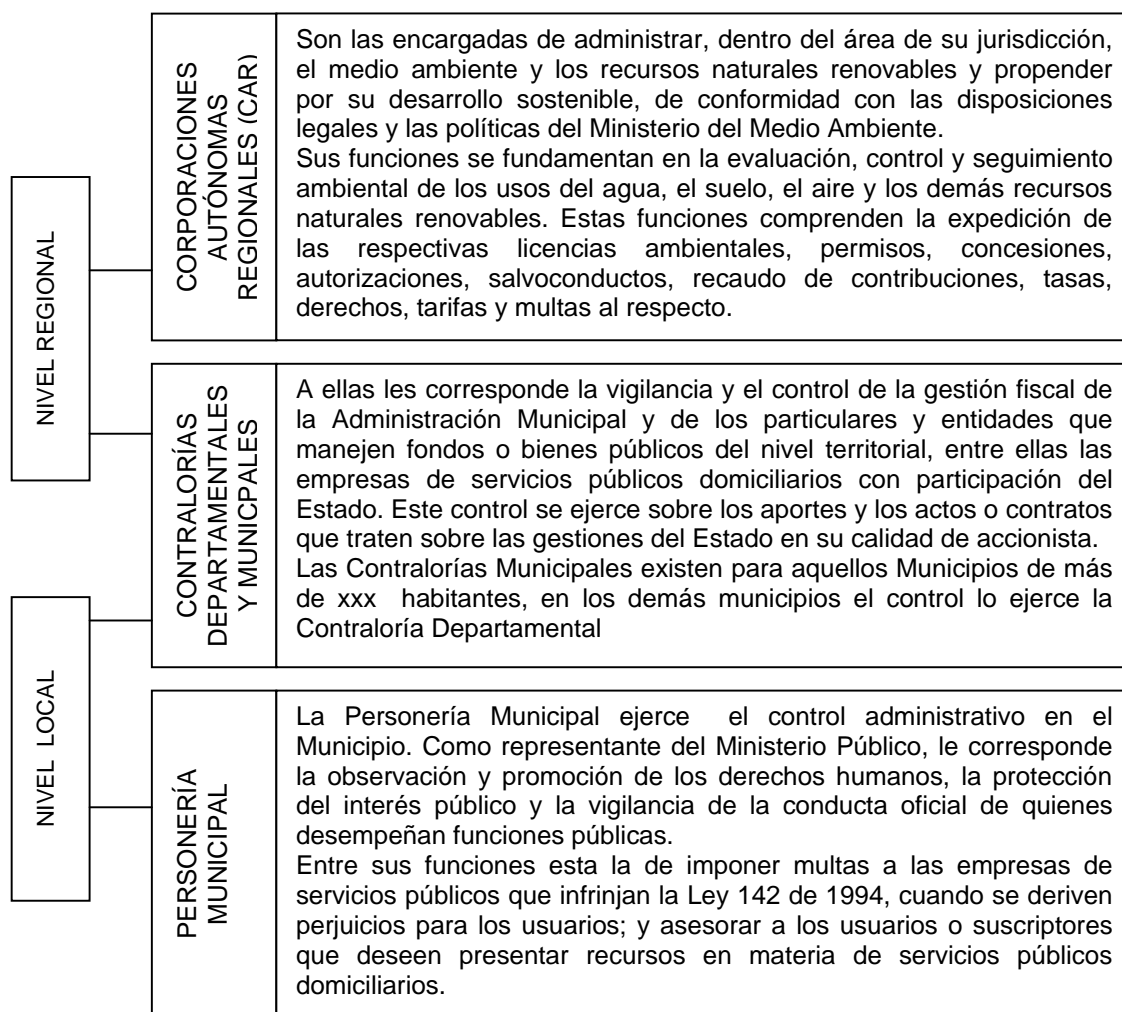 NIVEL REGIONAL
CORPORACIONES
AUTÓNOMAS
REGIONALES (CAR)
Son las encargadas de administrar, dentro del área de su jurisdicción,
el medio ambiente y los recursos naturales renovables y propender
por su desarrollo sostenible, de conformidad con las disposiciones
legales y las políticas del Ministerio del Medio Ambiente.
Sus funciones se fundamentan en la evaluación, control y seguimiento
ambiental de los usos del agua, el suelo, el aire y los demás recursos
naturales renovables. Estas funciones comprenden la expedición de
las respectivas licencias ambientales, permisos, concesiones,
autorizaciones, salvoconductos, recaudo de contribuciones, tasas,
derechos, tarifas y multas al respecto.
CONTRALORÍAS
DEPARTAMENTALES
Y MUNICPALES
A ellas les corresponde la vigilancia y el control de la gestión fiscal de
la Administración Municipal y de los particulares y entidades que
manejen fondos o bienes públicos del nivel territorial, entre ellas las
empresas de servicios públicos domiciliarios con participación del
Estado. Este control se ejerce sobre los aportes y los actos o contratos
que traten sobre las gestiones del Estado en su calidad de accionista.
Las Contralorías Municipales existen para aquellos Municipios de más
de xxx habitantes, en los demás municipios el control lo ejerce la
Contraloría Departamental
NIVEL LOCAL
PERSONERÍA
MUNICIPAL
La Personería Municipal ejerce el control administrativo en el
Municipio. Como representante del Ministerio Público, le corresponde
la observación y promoción de los derechos humanos, la protección
del interés público y la vigilancia de la conducta oficial de quienes
desempeñan funciones públicas.
Entre sus funciones esta la de imponer multas a las empresas de
servicios públicos que infrinjan la Ley 142 de 1994, cuando se deriven
perjuicios para los usuarios; y asesorar a los usuarios o suscriptores
que deseen presentar recursos en materia de servicios públicos
domiciliarios.